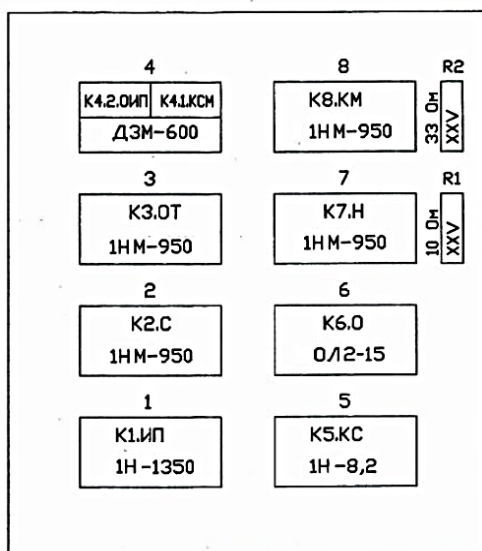 4
К4.2.ОИП К4.1.КСМ
ДЗМ-600
8
К8.КМ
1НМ-950
R2
33 Ом
XXV
3
К3.ОТ
1НМ-950
7
К7.Н
1НМ-950
R1
10 Ом
XXV
2
К2.С
1НМ-950
6
К6.О
ОЛ2-15
1
К1.ИП
1Н-1350
5
К5.КС
1Н-8,2